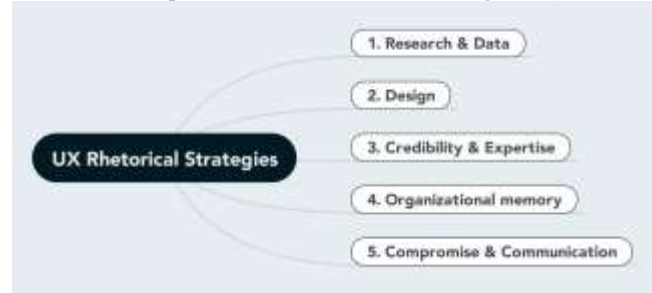 1. Research & Data
2. Design
UX Rhetorical Strategies
3. Credibility & Expertise
4. Organizational memory
5. Compromise & Communication